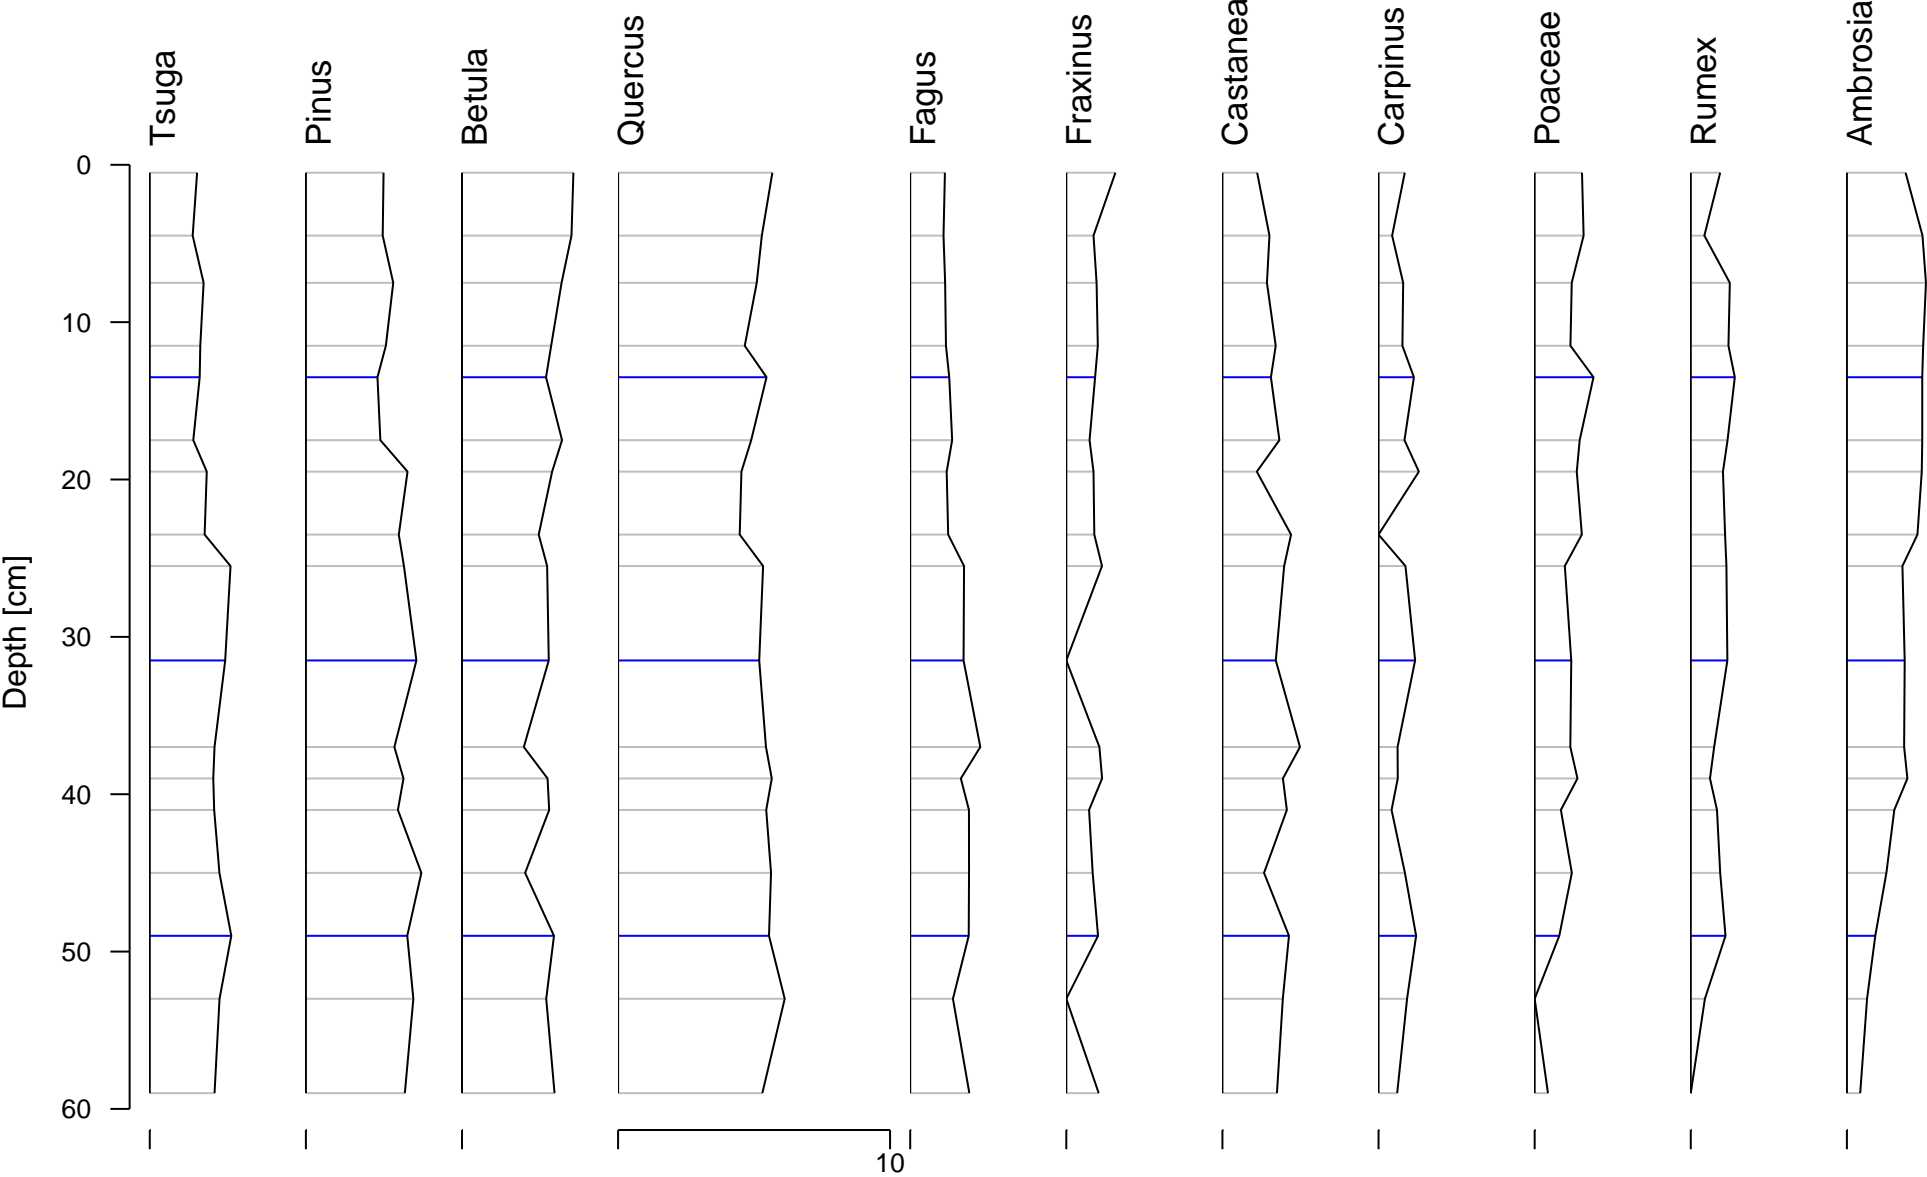 Tsuga
Pinus
Betula
Quercus
Fagus
Fraxinus
Castanea
Carpinus
Poaceae
Rumex
Ambrosia
Depth [cm]
0
10
20
30
40
50
60
10